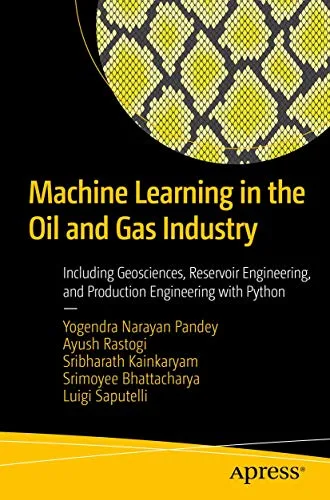 Machine Learning in the
Oil and Gas Industry
Including Geosciences, Reservoir Engineering,
and Production Engineering with Python
—
Yogendra Narayan Pandey
Ayush Rastogi
Sribharath Kainkaryam
Srimoyee Bhattacharya
Luigi Saputelli
Apress®